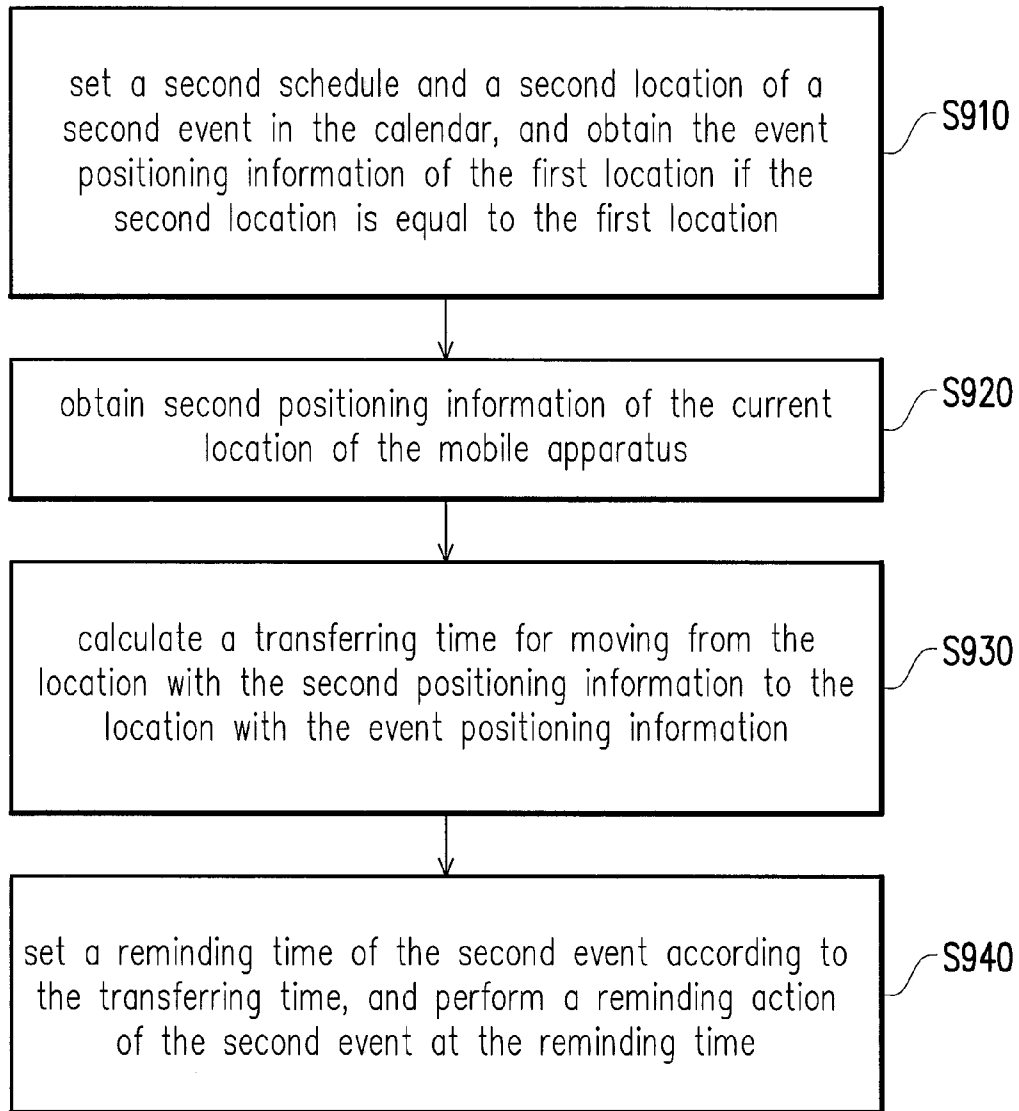 set a second schedule and a second location of a
second event in the calendar, and obtain the event
positioning information of the first location if the
second location is equal to the first location
S910
obtain second positioning information of the current
location of the mobile apparatus
S920
calculate a transferring time for moving from the
location with the second positioning information to the
location with the event positioning information
S930
set a reminding time of the second event according to
the transferring time, and perform a reminding action
of the second event at the reminding time
S940